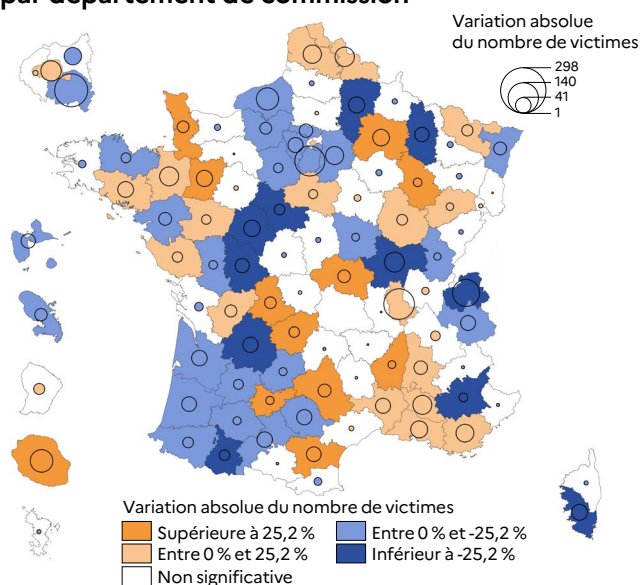 par département de commission
Variation absolue
du nombre de victimes
298
140
41
1
Variation absolue du nombre de victimes
Supérieure à 25,2 %
Entre 0 % et -25,2 %
Entre 0 % et 25,2 %
Inférieur à -25,2 %
Non significative